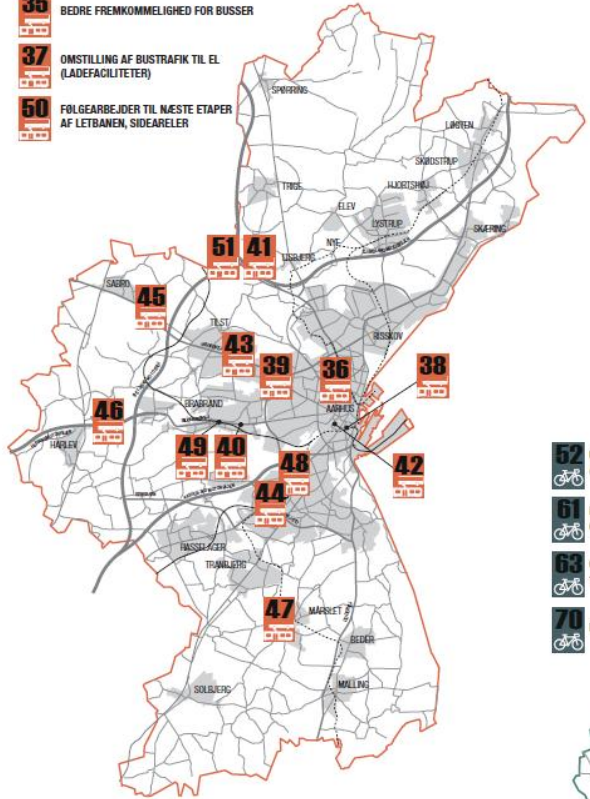 35 BEDRE FREMKOMMELIGHED FOR BUSSER
37 OMSTILLING AF BUSTRAFIK TIL EL
(LADEFACILITETER)
50 FØLGEARBEJDER TIL NÆSTE ETAPER
AF LETBANEN, SIDEARELER
SPØRRING
LØGTEN
SKØDSTRUP
TRIGE
HJORTSHØJ
ELEV
LYSTRUP
SKÆRING
NYE
51 41
LISBJERG
SABRO
45
TILST
RISSKOV
43
39
36
38
BRABRAND
AARHUS
46
HARLEV
49 40
48
42
44
52
61
HASSELAGER
TRANBJERG
63
47
MÅRSLET
70
BEDER
SOLBJERG
MALLING